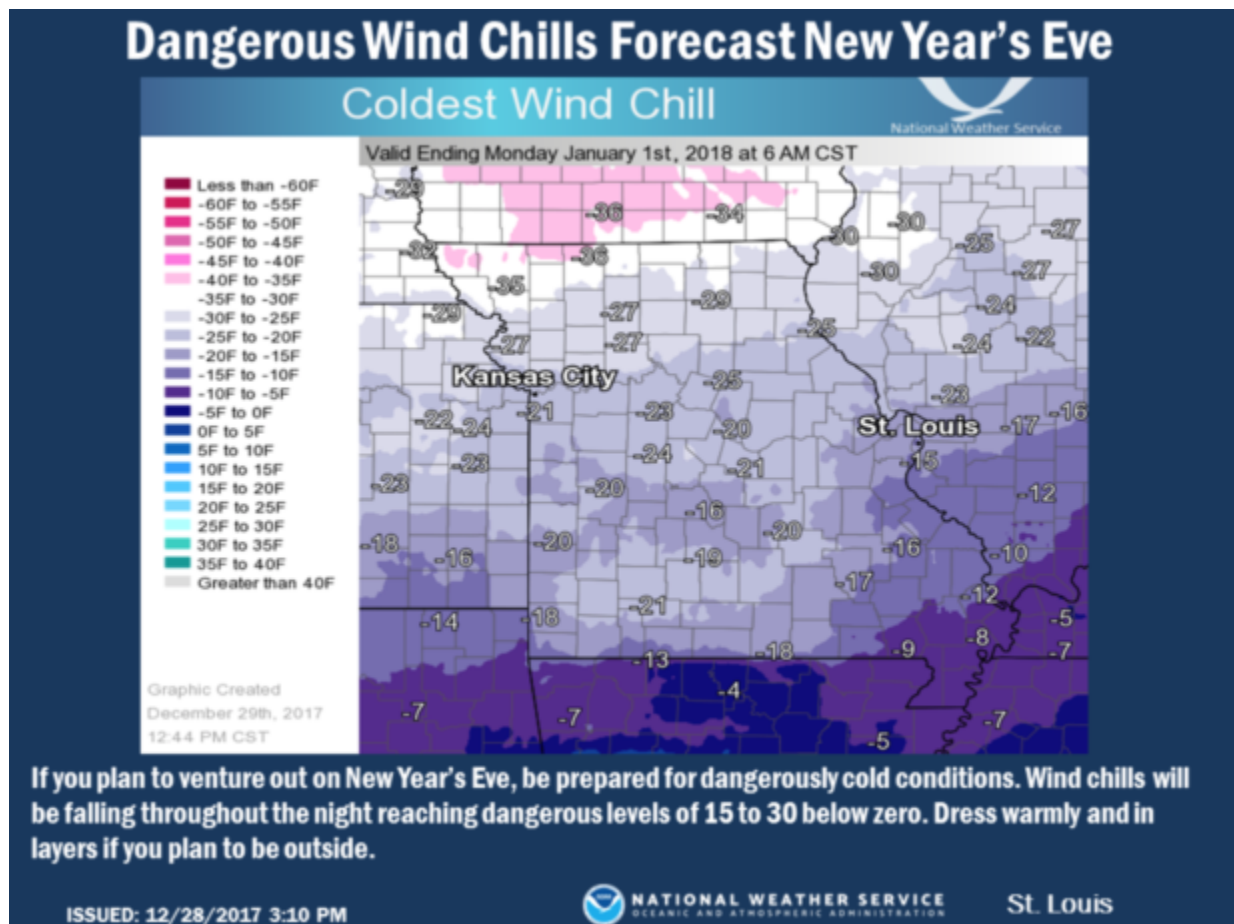 Dangerous Wind Chills Forecast New Year's Eve
Coldest Wind Chill
National Weather Service
Valid Ending Monday January 1st, 2018 at 6 AM CST
Less than -60F
-60F to -55F
-55F to -50F
-50F to -45F
-45F to -40F
-40F to -35F
-35F to -30F
-30F to -25F
-25F to -20F
-20F to -15F
-15F to -10F
-10F to -5F
-5F to 0F
0F to 5F
5F to 10F
10F to 15F
15F to 20F
20F to 25F
25F to 30F
30F to 35F
35F to 40F
Greater than 40F
Graphic Created
December 29th, 2017
12:44 PM CST
-29
-36 -34 -30 -27
-30 -25
-32 -36 -30 -27
-35 -29 -24
-29 -27 -25 -22
-27 -27 -24
Kansas City -25 -23
-21 -23 -16
-22 -24 -20 St. Louis -17
-23 -24 -21 -15
-23 -20 -12
-16 -20
-18 -16 -20 -19 -16 -10
-17 -12
-14 -18 -21 -5
-13 -18 -9 -8 -7
-4
-7 -7 -7
-5
If you plan to venture out on New Year's Eve, be prepared for dangerously cold conditions. Wind chills will
be falling throughout the night reaching dangerous levels of 15 to 30 below zero. Dress warmly and in
layers if you plan to be outside.
ISSUED: 12/28/2017 3:10 PM
NATIONAL WEATHER SERVICE
OCEANIC AND ATMOSPHERIC ADMINISTRATION
St. Louis